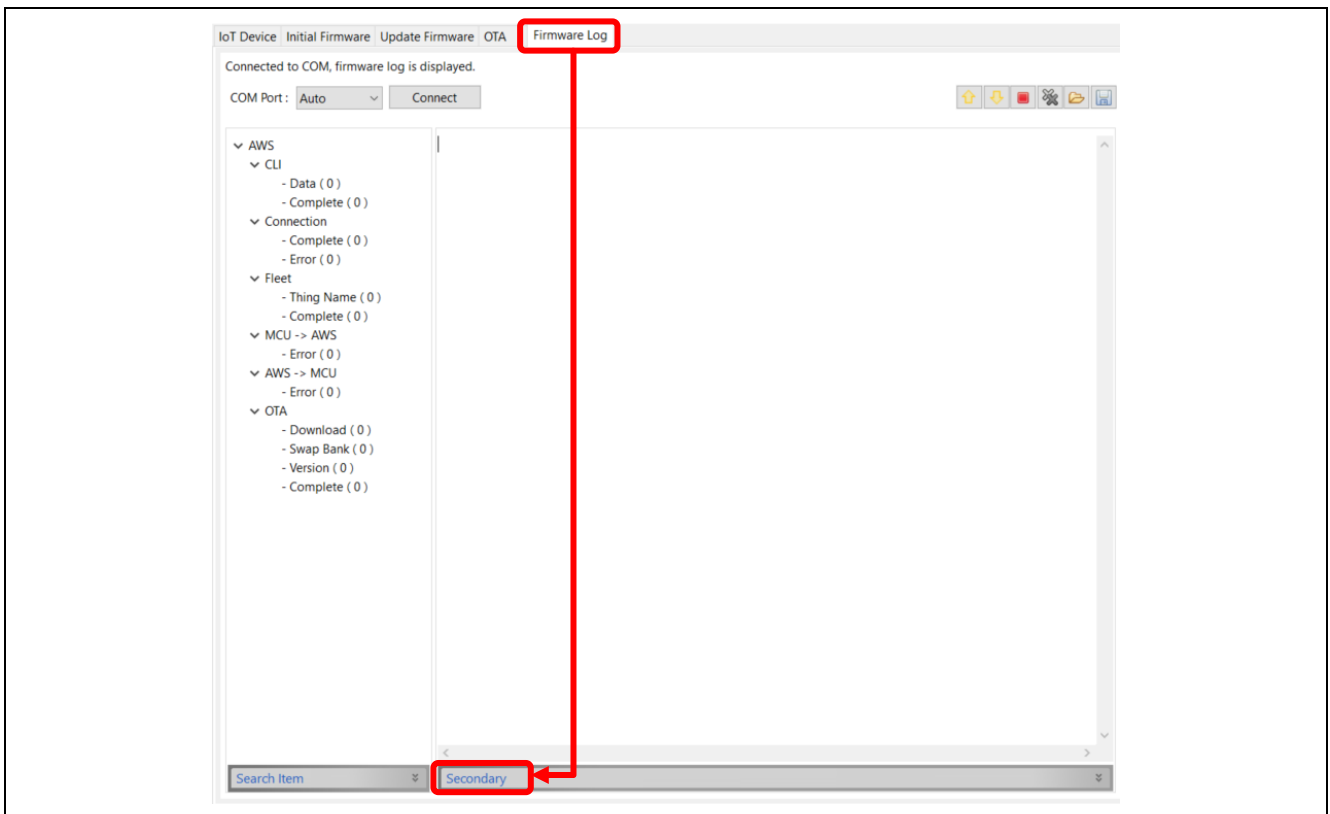 IoT Device Initial Firmware Update Firmware OTA Firmware Log
Connected to COM, firmware log is displayed.
COM Port : Auto Connect
AWS
CLI
- Data ( 0 )
- Complete ( 0 )
Connection
- Complete ( 0 )
- Error ( 0 )
Fleet
- Thing Name ( 0 )
- Complete ( 0 )
MCU -> AWS
- Error ( 0 )
AWS -> MCU
- Error ( 0 )
OTA
- Download ( 0 )
- Swap Bank ( 0 )
- Version ( 0 )
- Complete ( 0 )
Search Item Secondary